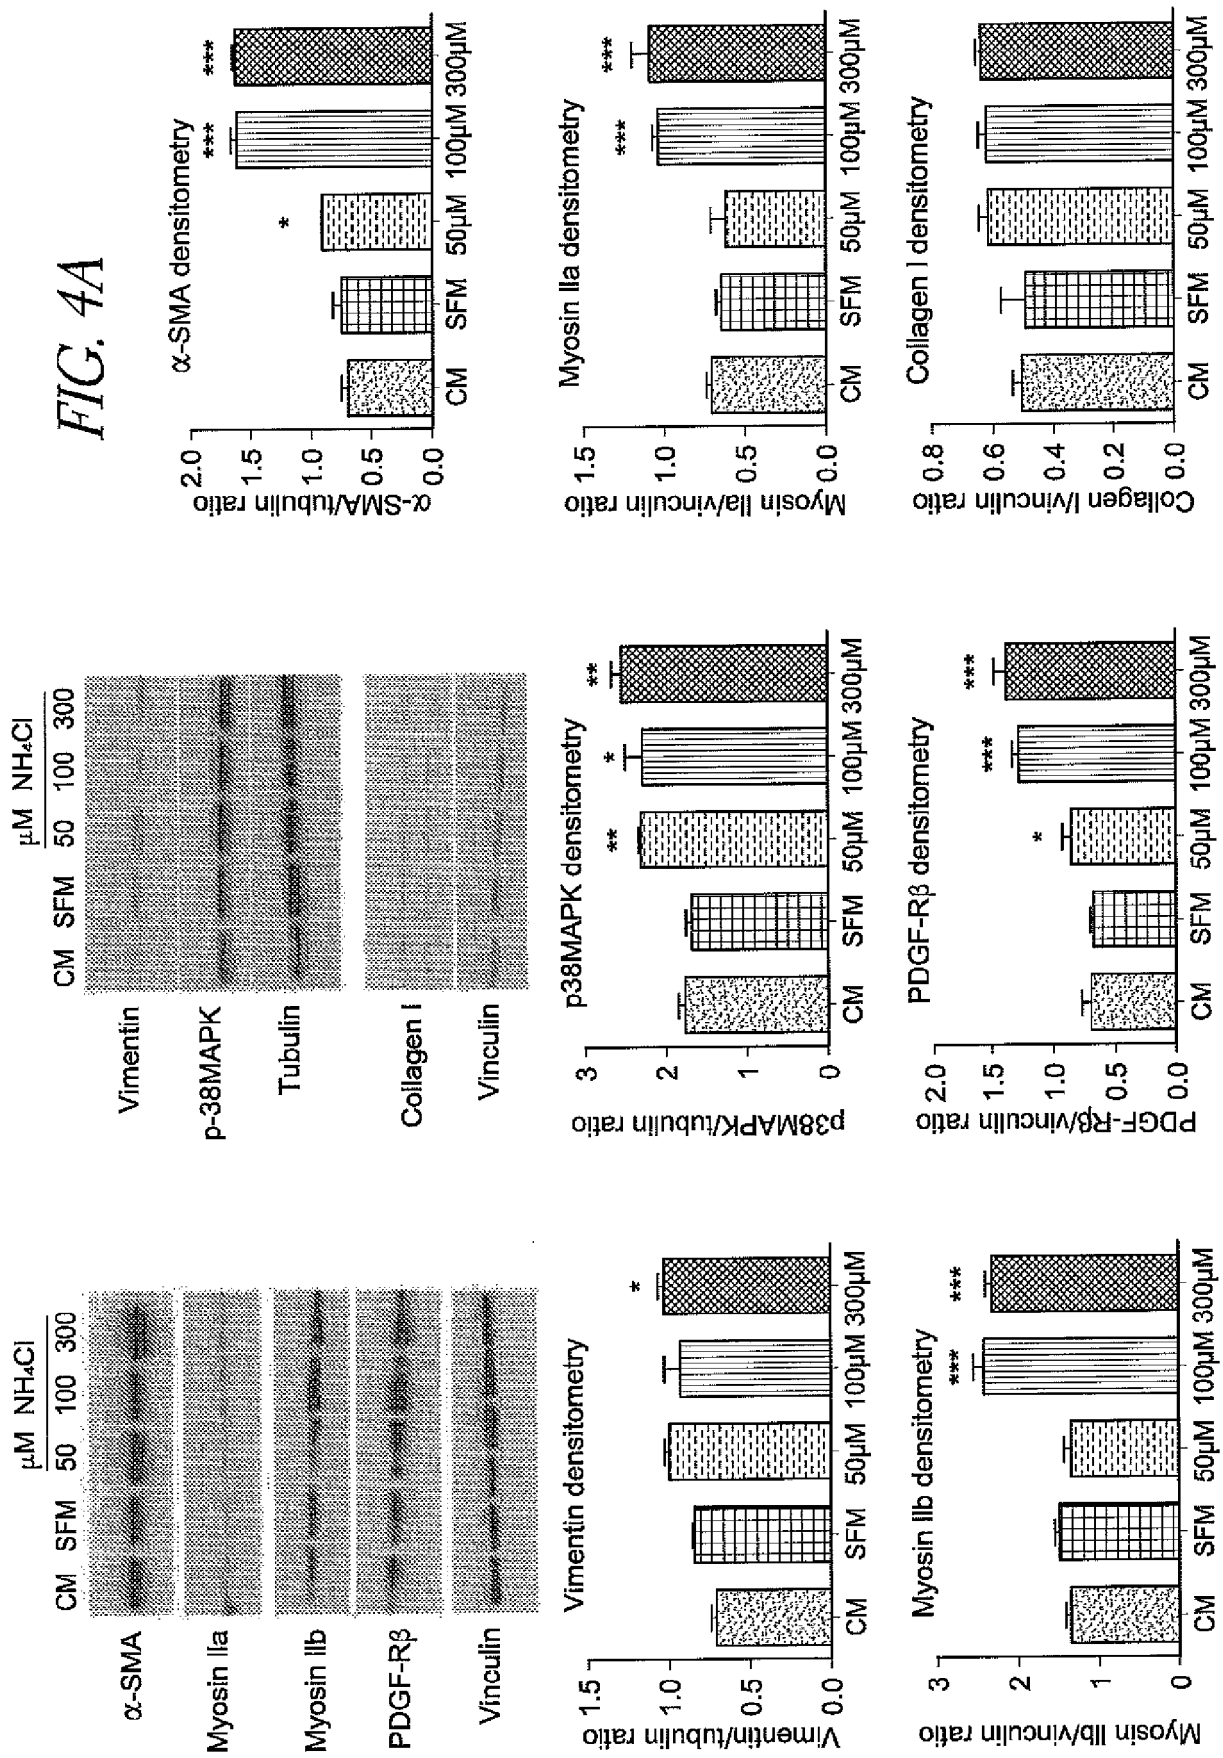 FIG. 4A
μM NH₄Cl
CM SFM 50 100 300
α-SMA
Myosin IIa
Myosin IIb
PDGF-Rβ
Vinculin
μM NH₄Cl
CM SFM 50 100 300
Vimentin
p-38MAPK
Tubulin
Collagen I
Vinculin
α-SMA densitometry
α-SMA/tubulin ratio
2.0
1.5
1.0
0.5
0.0
* *** ***
CM SFM 50μM 100μM 300μM
Vimentin densitometry
Vimentin/tubulin ratio
1.5
1.0
0.5
0.0
*
CM SFM 50μM 100μM 300μM
p38MAPK densitometry
p38MAPK/tubulin ratio
3
2
1
0
** * **
CM SFM 50μM 100μM 300μM
Myosin IIa densitometry
Myosin IIa/vinculin ratio
1.5
1.0
0.5
0.0
*** ***
CM SFM 50μM 100μM 300μM
Myosin IIb densitometry
Myosin IIb/vinculin ratio
3
2
1
0
*** ***
CM SFM 50μM 100μM 300μM
PDGF-Rβ densitometry
PDGF-Rβ/vinculin ratio
2.0
1.5
1.0
0.5
0.0
* *** ***
CM SFM 50μM 100μM 300μM
Collagen I densitometry
Collagen I/vinculin ratio
0.8
0.6
0.4
0.2
0.0
CM SFM 50μM 100μM 300μM